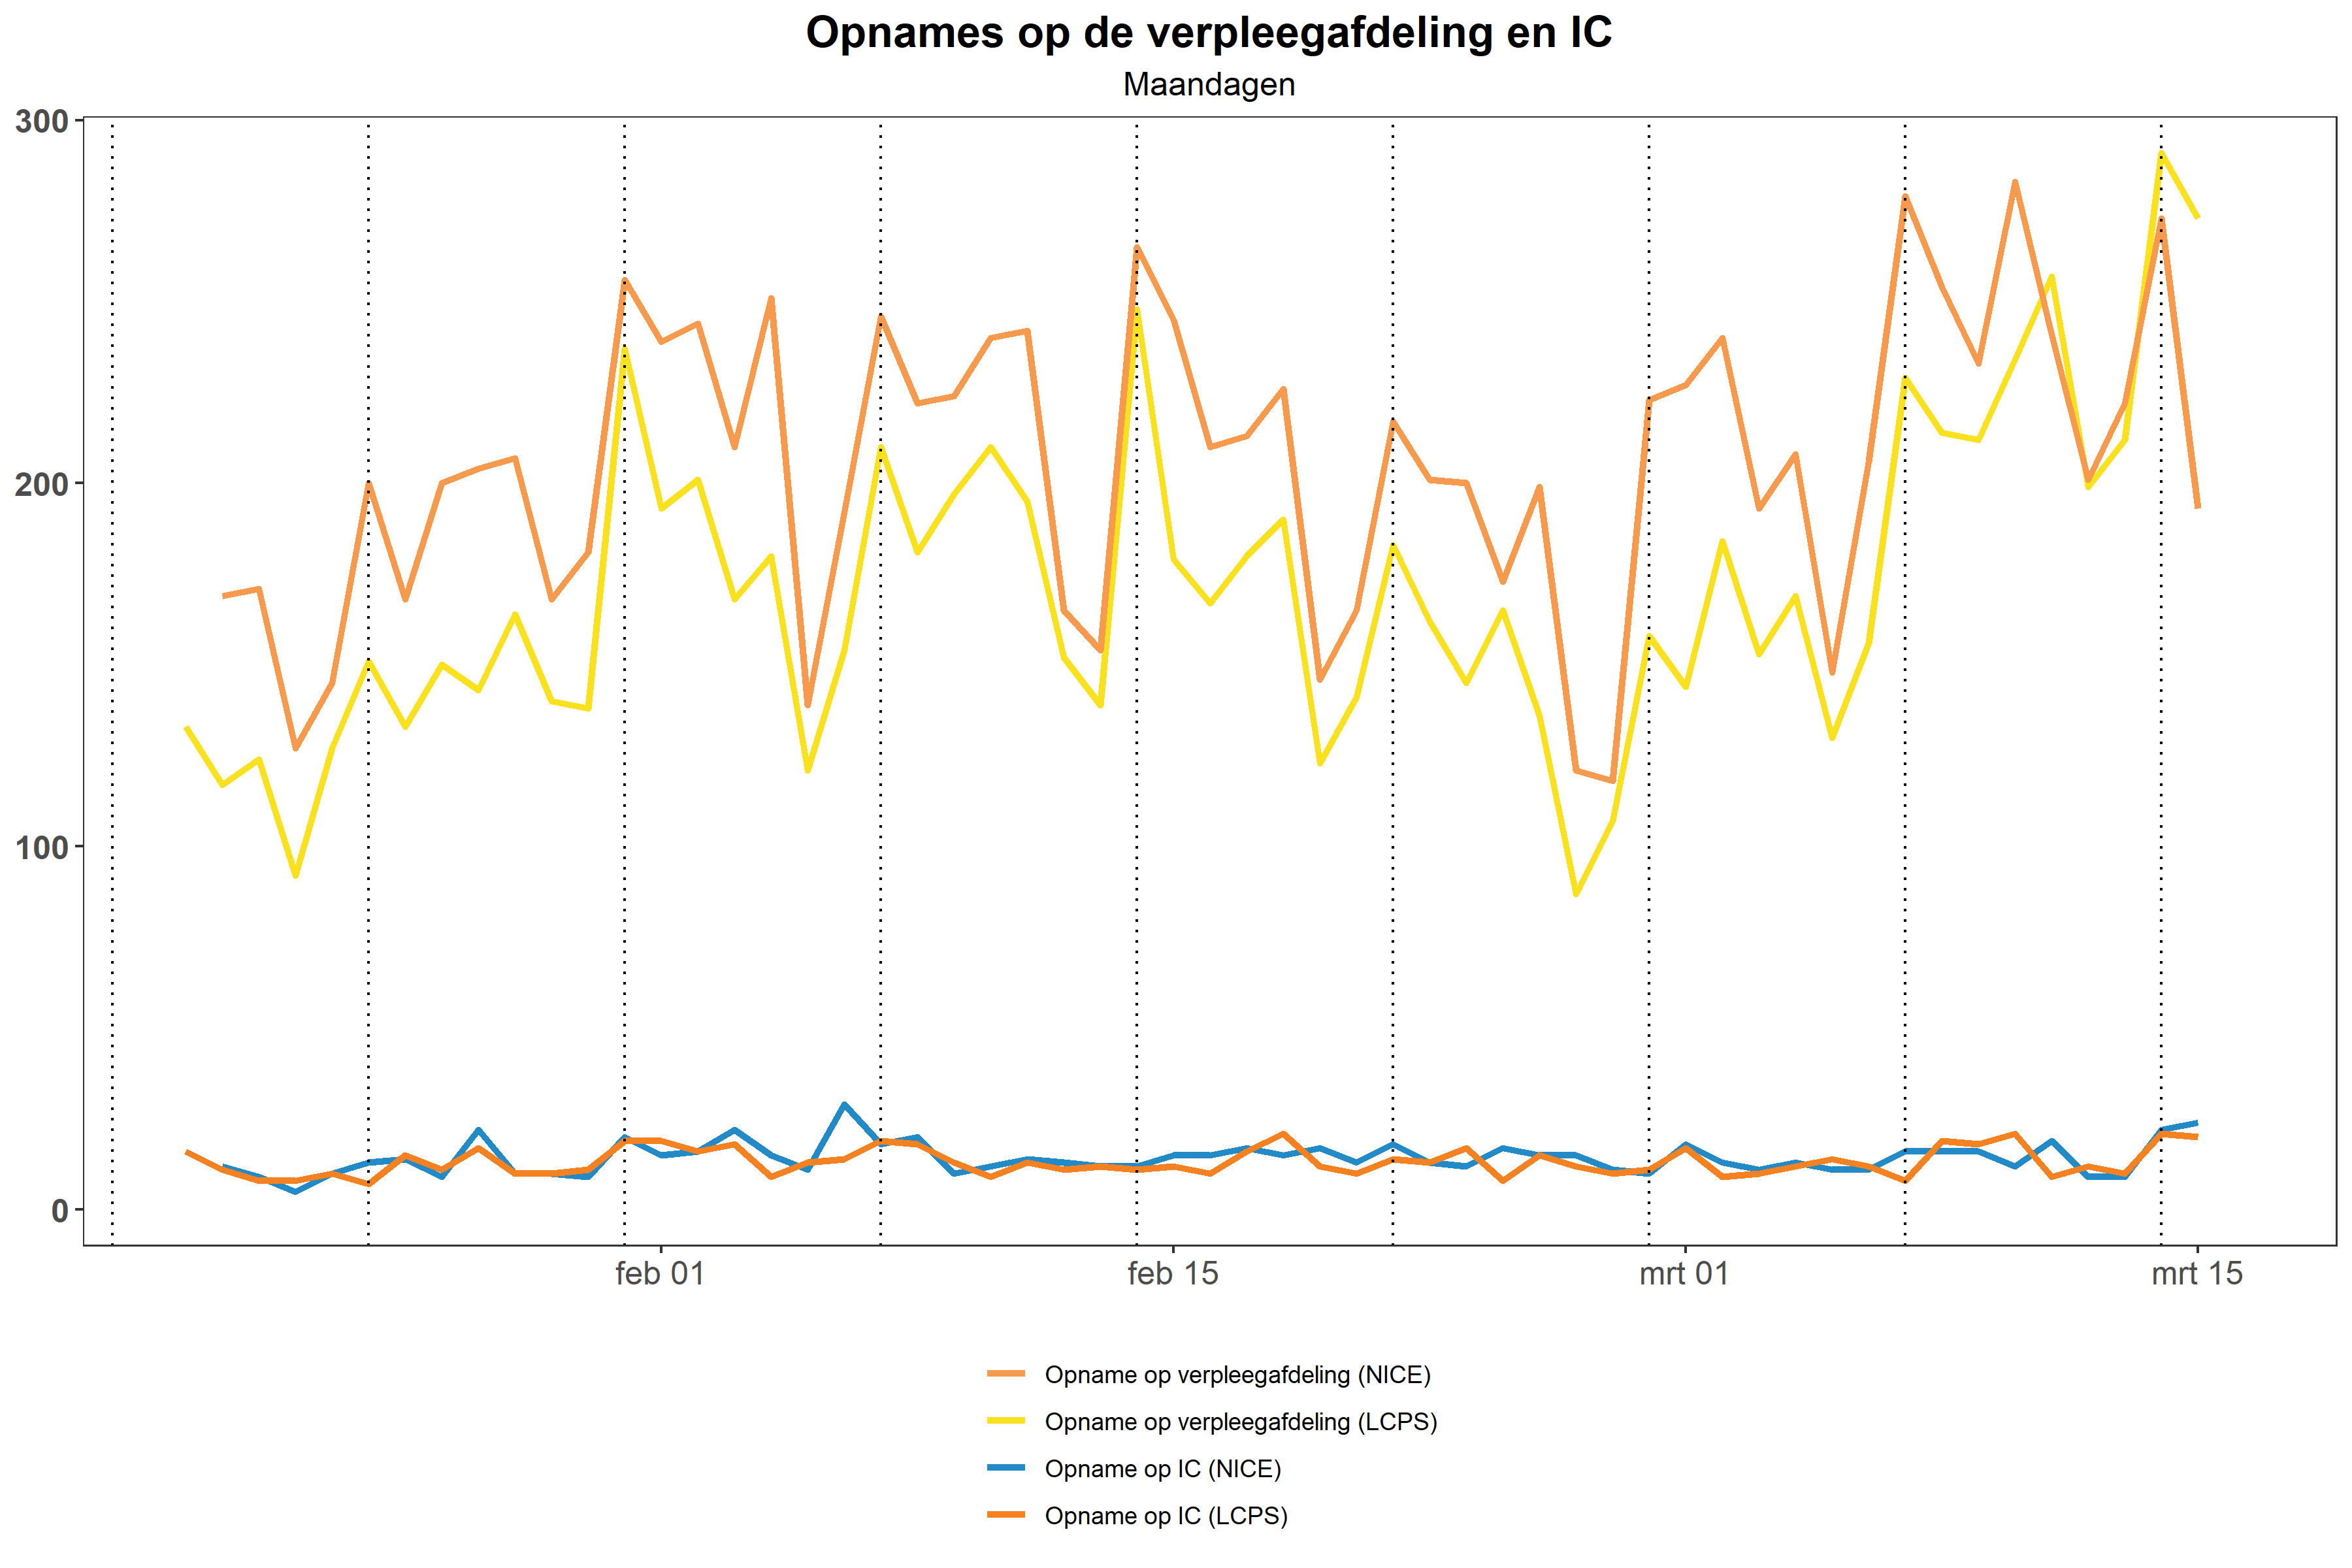 Opnames op de verpleegafdeling en IC
Maandagen
300
200
100
0
feb 01 feb 15 mrt 01 mrt 15
Opname op verpleegafdeling (NICE)
Opname op verpleegafdeling (LCPS)
Opname op IC (NICE)
Opname op IC (LCPS)